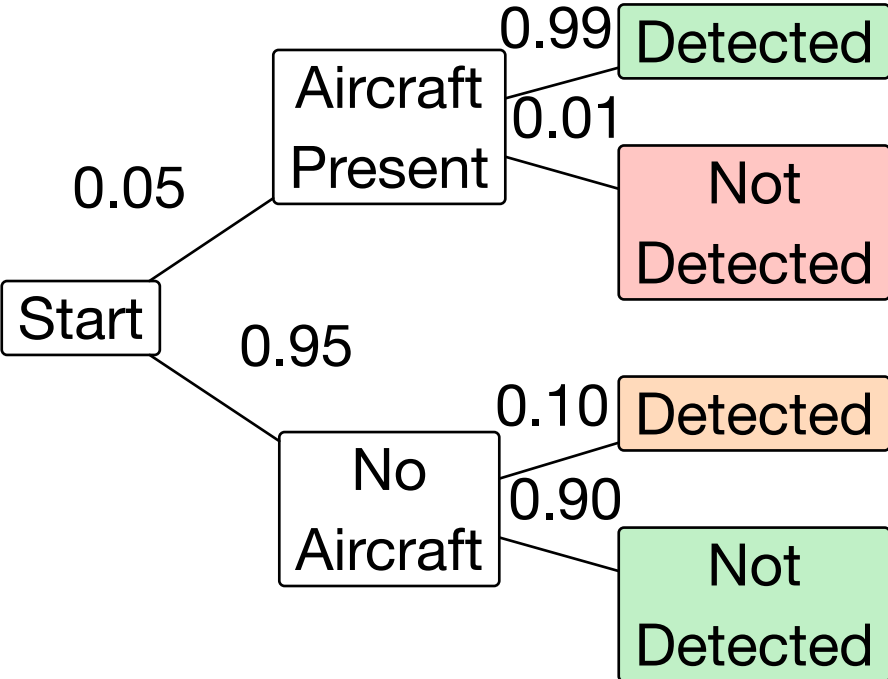 0.99
Detected
Aircraft
Present
0.01
Not
Detected
0.05
Start
0.95
0.10
Detected
No
Aircraft
0.90
Not
Detected